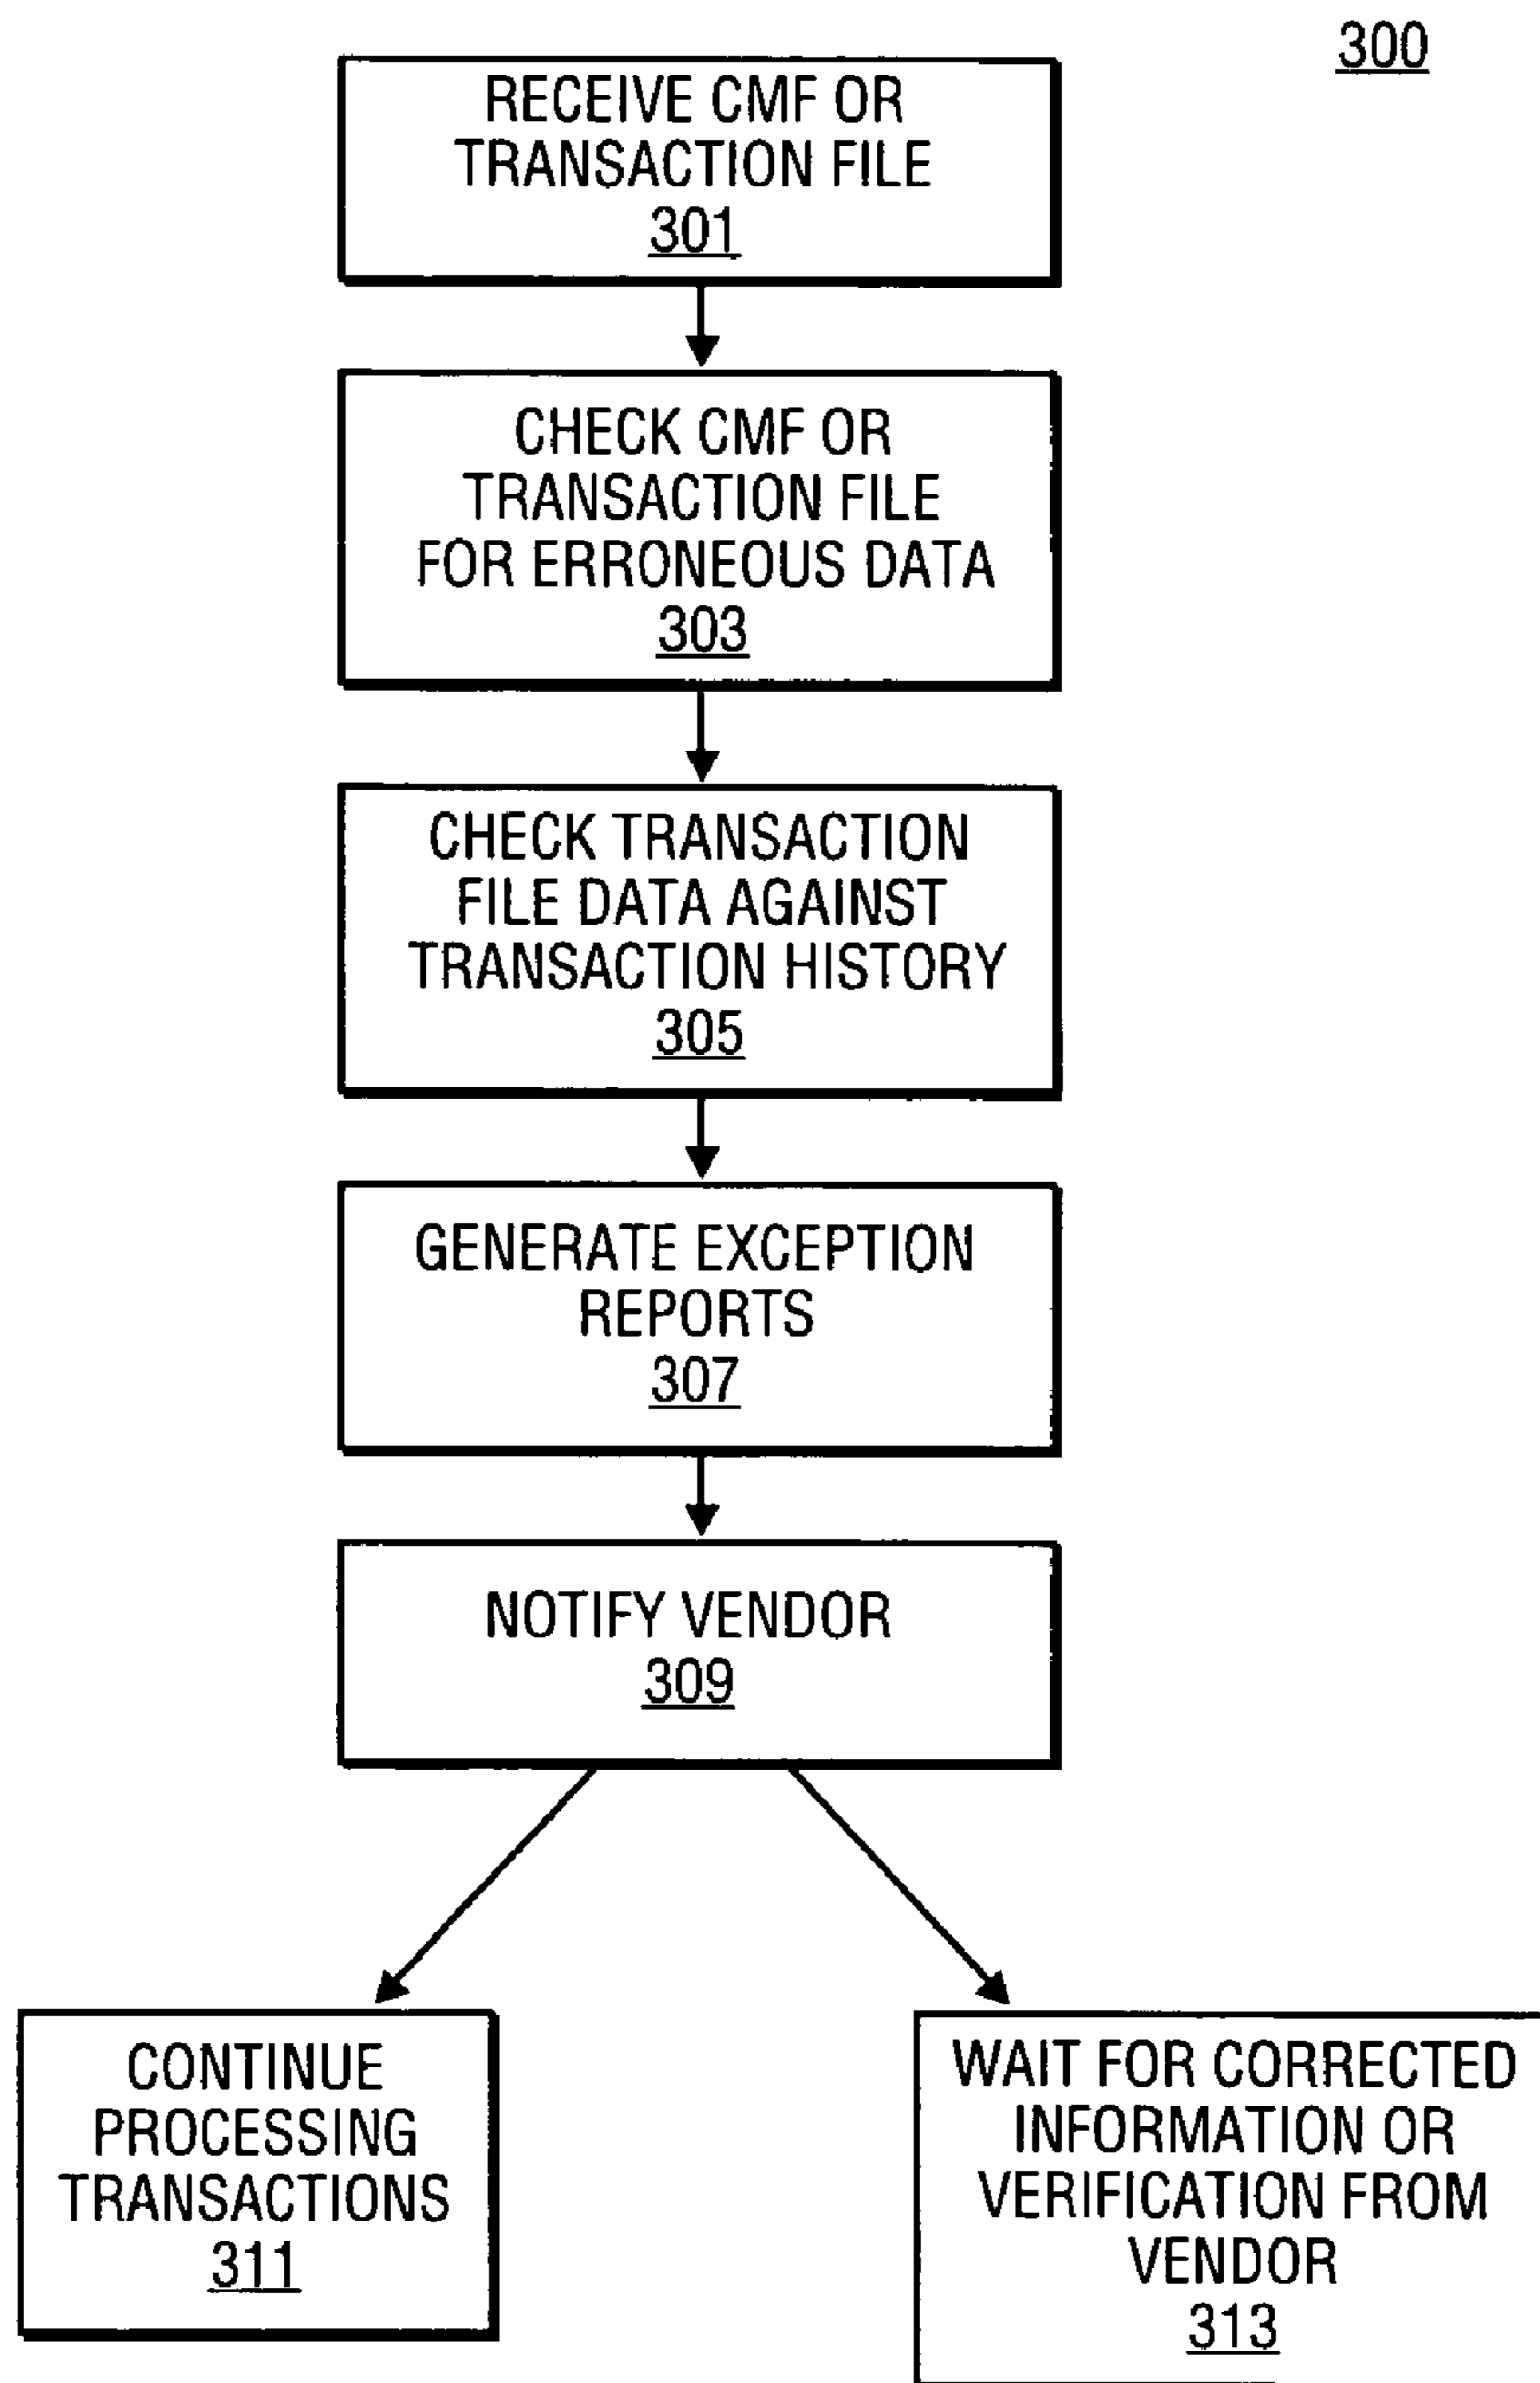 300
RECEIVE CMF OR
TRANSACTION FILE
301
CHECK CMF OR
TRANSACTION FILE
FOR ERRONEOUS DATA
303
CHECK TRANSACTION
FILE DATA AGAINST
TRANSACTION HISTORY
305
GENERATE EXCEPTION
REPORTS
307
NOTIFY VENDOR
309
CONTINUE
PROCESSING
TRANSACTIONS
311
WAIT FOR CORRECTED
INFORMATION OR
VERIFICATION FROM
VENDOR
313